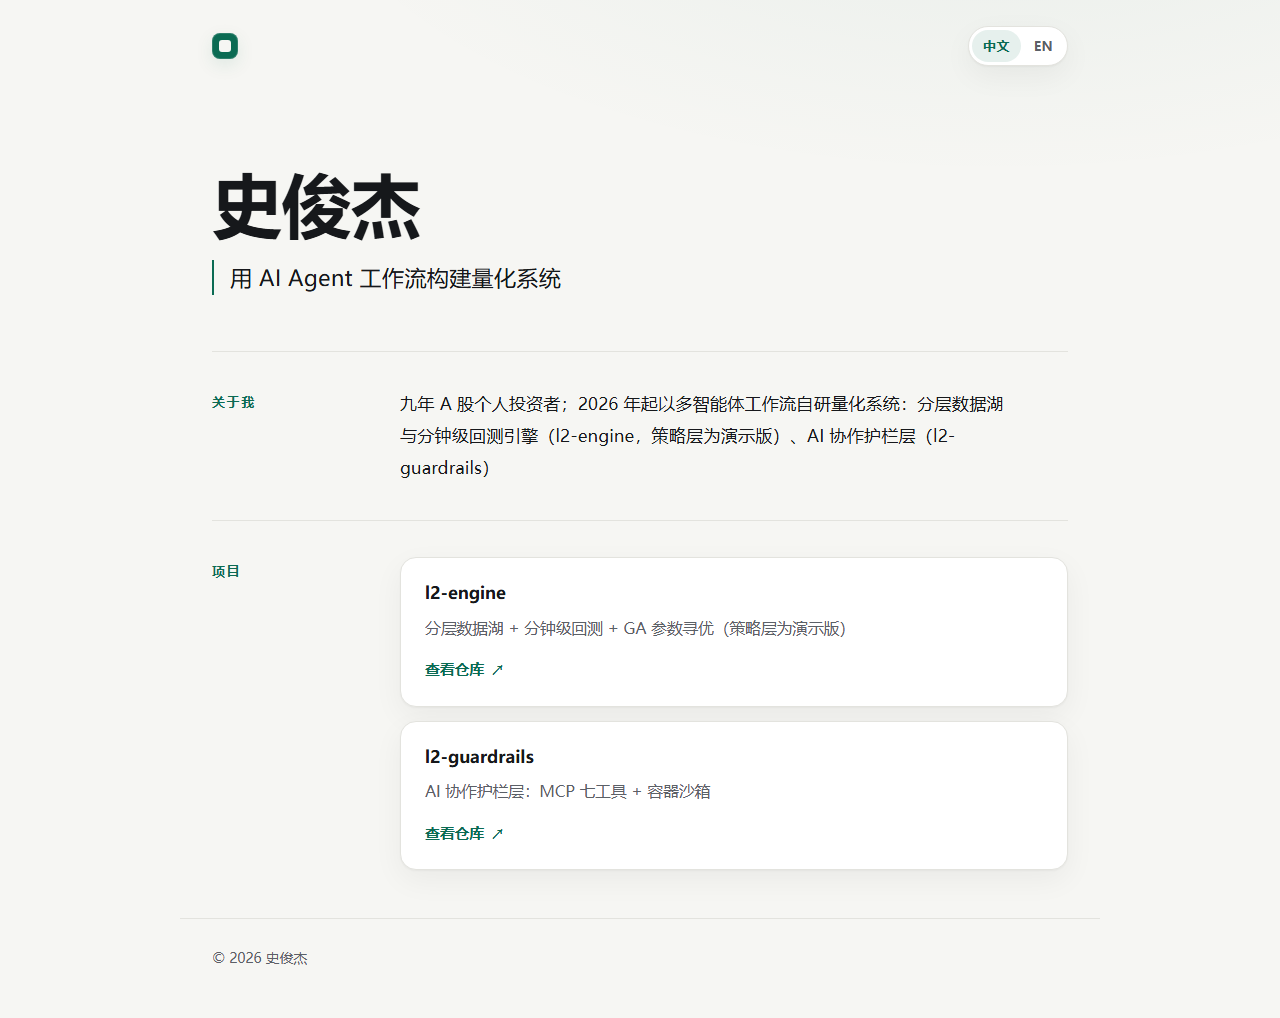 中文 EN
史俊杰
用 AI Agent 工作流构建量化系统
关于我
九年 A 股个人投资者；2026 年起以多智能体工作流自研量化系统：分层数据湖
与分钟级回测引擎（l2-engine，策略层为演示版）、AI 协作护栏层（l2-
guardrails）
项目
l2-engine
分层数据湖 + 分钟级回测 + GA 参数寻优（策略层为演示版）
查看仓库 ↗
l2-guardrails
AI 协作护栏层：MCP 七工具 + 容器沙箱
查看仓库 ↗
© 2026 史俊杰